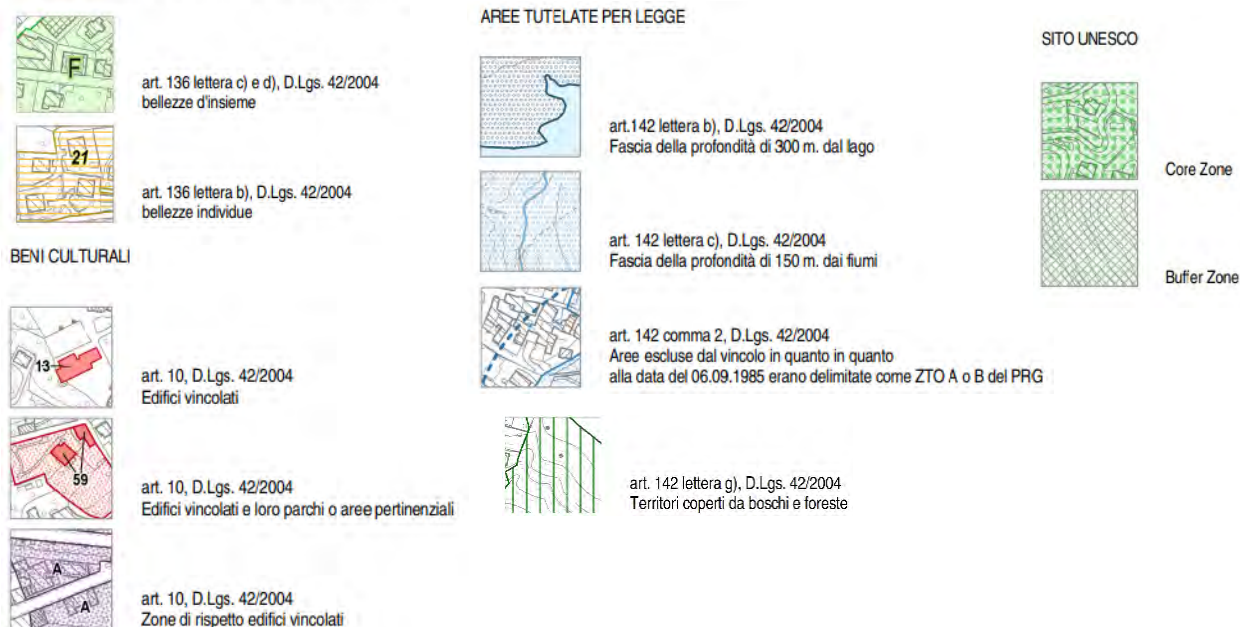 F
art. 136 lettera c) e d), D.Lgs. 42/2004
bellezze d'insieme
21
art. 136 lettera b), D.Lgs. 42/2004
bellezze individue
BENI CULTURALI
13
art. 10, D.Lgs. 42/2004
Edifici vincolati
59
art. 10, D.Lgs. 42/2004
Edifici vincolati e loro parchi o aree pertinenziali
A
A
art. 10, D.Lgs. 42/2004
Zone di rispetto edifici vincolati
AREE TUTELATE PER LEGGE
art.142 lettera b), D.Lgs. 42/2004
Fascia della profondità di 300 m. dal lago
art. 142 lettera c), D.Lgs. 42/2004
Fascia della profondità di 150 m. dai fiumi
art. 142 comma 2, D.Lgs. 42/2004
Aree escluse dal vincolo in quanto in quanto
alla data del 06.09.1985 erano delimitate come ZTO A o B del PRG
art. 142 lettera g), D.Lgs. 42/2004
Territori coperti da boschi e foreste
SITO UNESCO
Core Zone
Buffer Zone